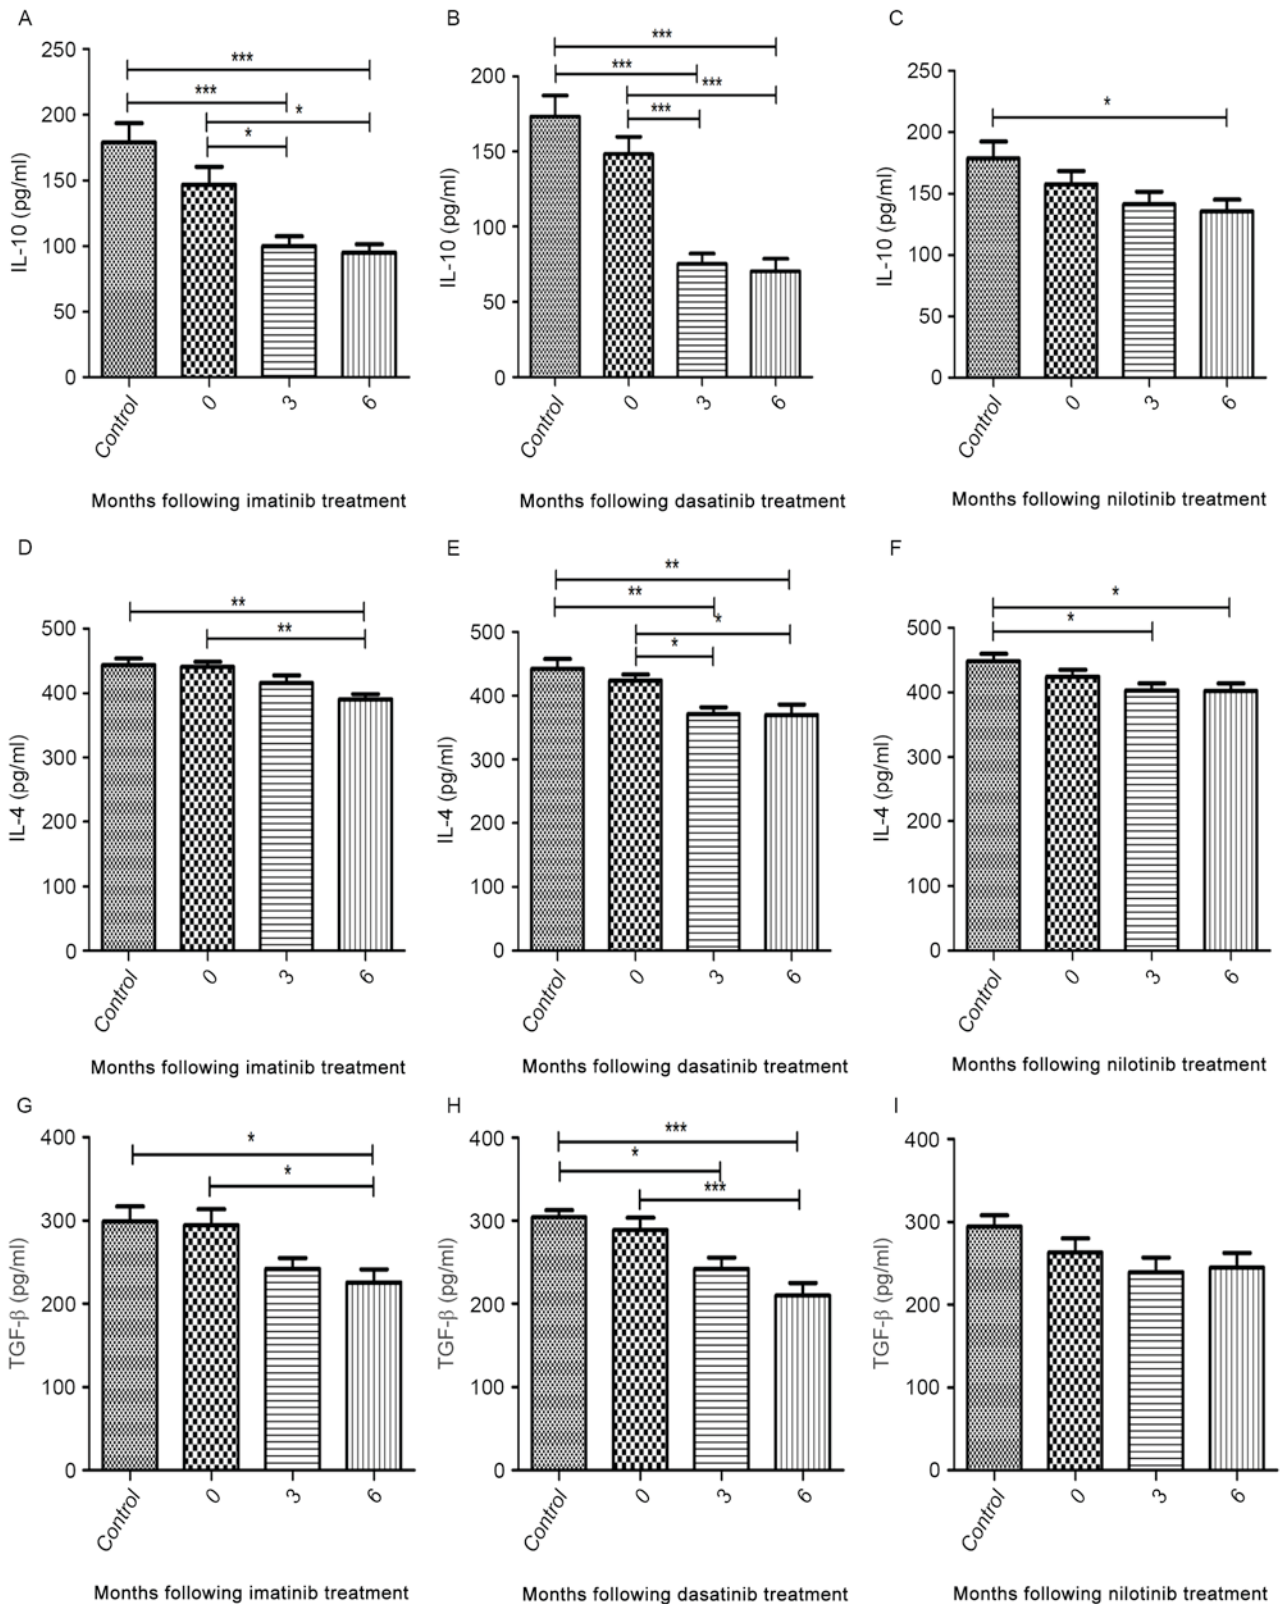 A
B
C
250
200
150
100
50
0
IL-10 (pg/ml)
***
***
*
*
Control
0
3
6
Months following imatinib treatment
200
150
100
50
0
IL-10 (pg/ml)
***
***
***
***
Control
0
3
6
Months following dasatinib treatment
250
200
150
100
50
0
IL-10 (pg/ml)
*
Control
0
3
6
Months following nilotinib treatment
D
E
F
500
400
300
200
100
0
IL-4 (pg/ml)
**
**
Control
0
3
6
Months following imatinib treatment
500
400
300
200
100
0
IL-4 (pg/ml)
**
**
*
*
Control
0
3
6
Months following dasatinib treatment
500
400
300
200
100
0
IL-4 (pg/ml)
*
*
Control
0
3
6
Months following nilotinib treatment
G
H
I
400
300
200
100
0
TGF-β (pg/ml)
*
*
Control
0
3
6
Months following imatinib treatment
400
300
200
100
0
TGF-β (pg/ml)
***
*
***
Control
0
3
6
Months following dasatinib treatment
400
300
200
100
0
TGF-β (pg/ml)
Control
0
3
6
Months following nilotinib treatment